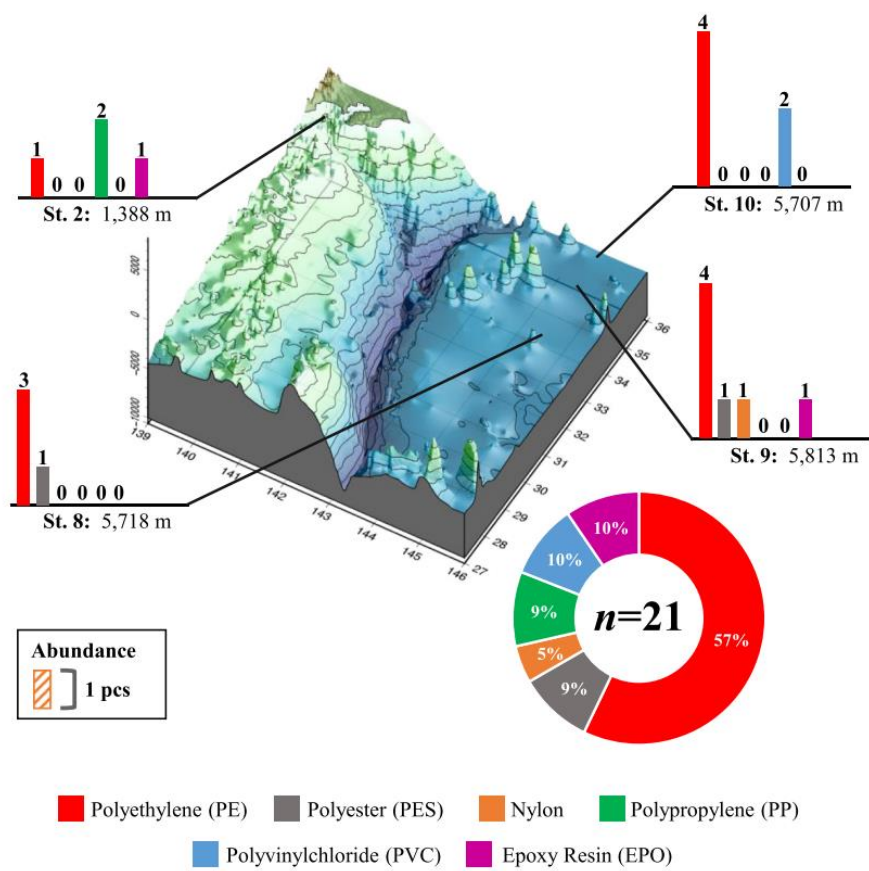 4
2
0 0 0 0
St. 10: 5,707 m
2
1 1
0 0 0
St. 2: 1,388 m
5000
0
-5000
-10000
139
140
141
142
143
144
145
146
27
28
29
30
31
32
33
34
35
36
4
1 1 0 0 1
St. 9: 5,813 m
3
1
0 0 0 0
St. 8: 5,718 m
10%
10%
9%
5%
9%
57%
n=21
Abundance
1 pcs
Polyethylene (PE) Polyester (PES) Nylon Polypropylene (PP)
Polyvinylchloride (PVC) Epoxy Resin (EPO)